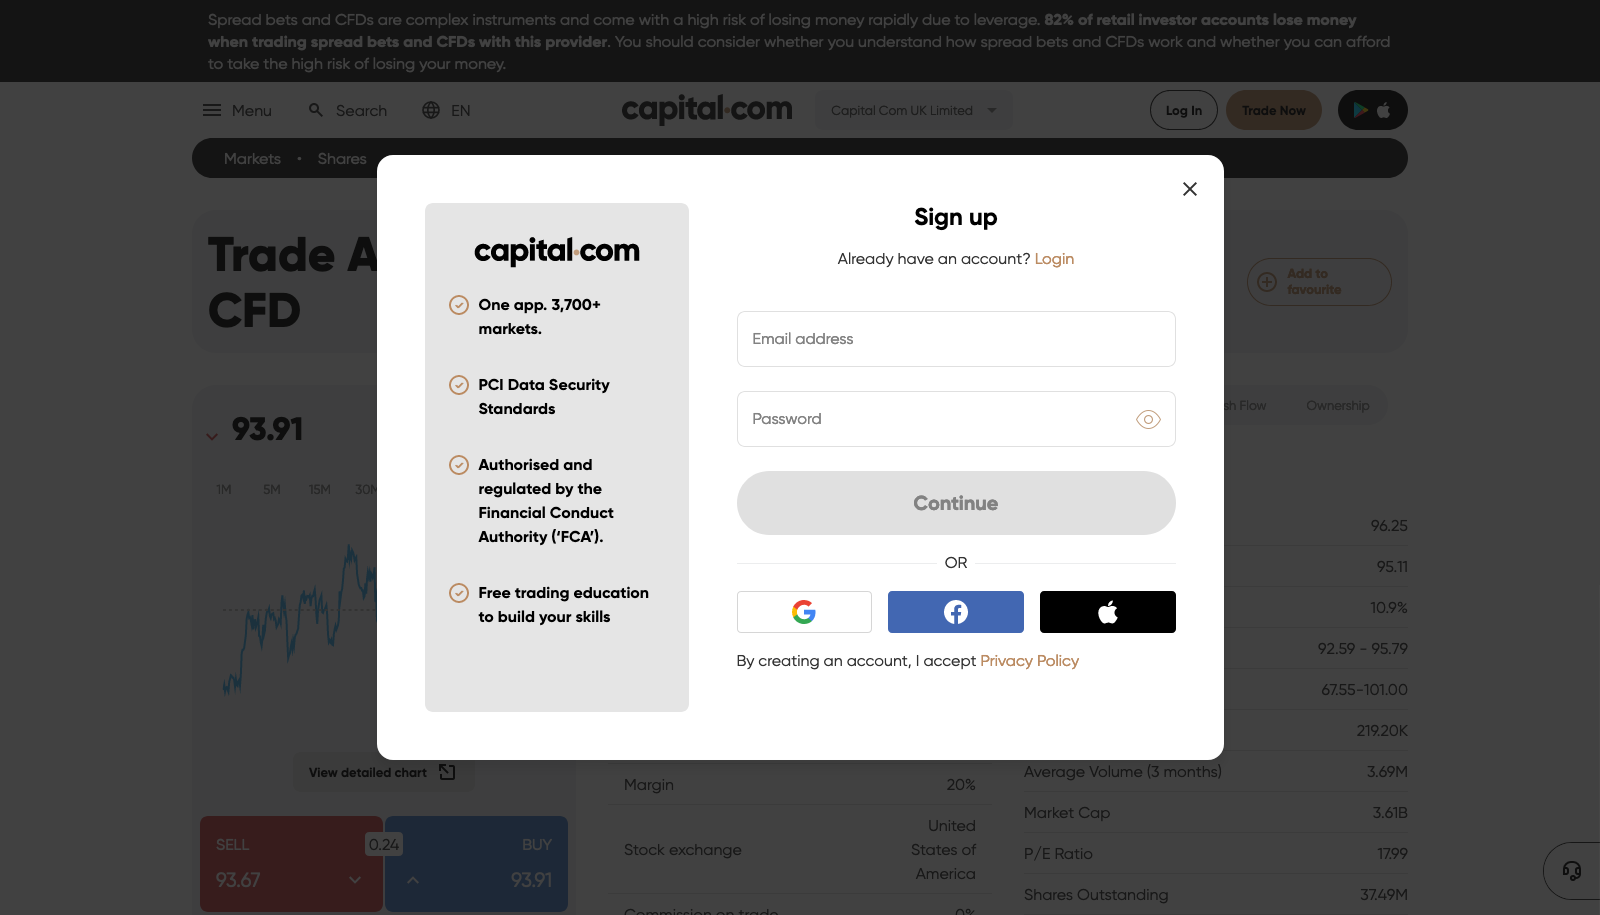 Spread bets and CFDs are complex instruments and come with a high risk of losing money rapidly due to leverage. 82% of retail investor accounts lose money
when trading spread bets and CFDs with this provider. You should consider whether you understand how spread bets and CFDs work and whether you can afford
to take the high risk of losing your money.
Menu
Search
EN
capital.com
Capital Com UK Limited
Log In
Trade Now
Markets • Shares
Trade A
CFD
Add to
favourite
93.91
1M 5M 15M 30M
View detailed chart
SELL
93.67
0.24
BUY
93.91
capital.com
One app. 3,700+
markets.
PCI Data Security
Standards
Authorised and
regulated by the
Financial Conduct
Authority (‘FCA’).
Free trading education
to build your skills
Sign up
Already have an account? Login
Email address
Password
Continue
OR
By creating an account, I accept Privacy Policy
Margin 20%
Stock exchange
United
States of
America
Commission on trade 0%
Flow
Ownership
96.25
95.11
10.9%
92.59 - 95.79
67.55-101.00
219.20K
Average Volume (3 months) 3.69M
Market Cap 3.61B
P/E Ratio 17.99
Shares Outstanding 37.49M